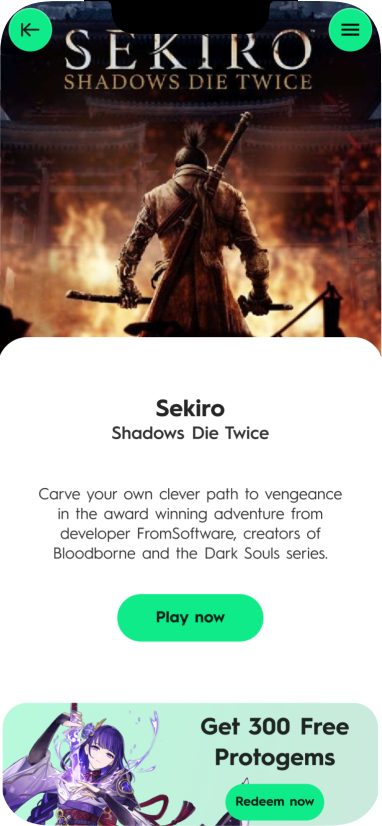 SEKIRO™
SHADOWS DIE TWICE
Sekiro
Shadows Die Twice
Carve your own clever path to vengeance
in the award winning adventure from
developer FromSoftware, creators of
Bloodborne and the Dark Souls series.
Play now
Get 300 Free
Protogems
Redeem now